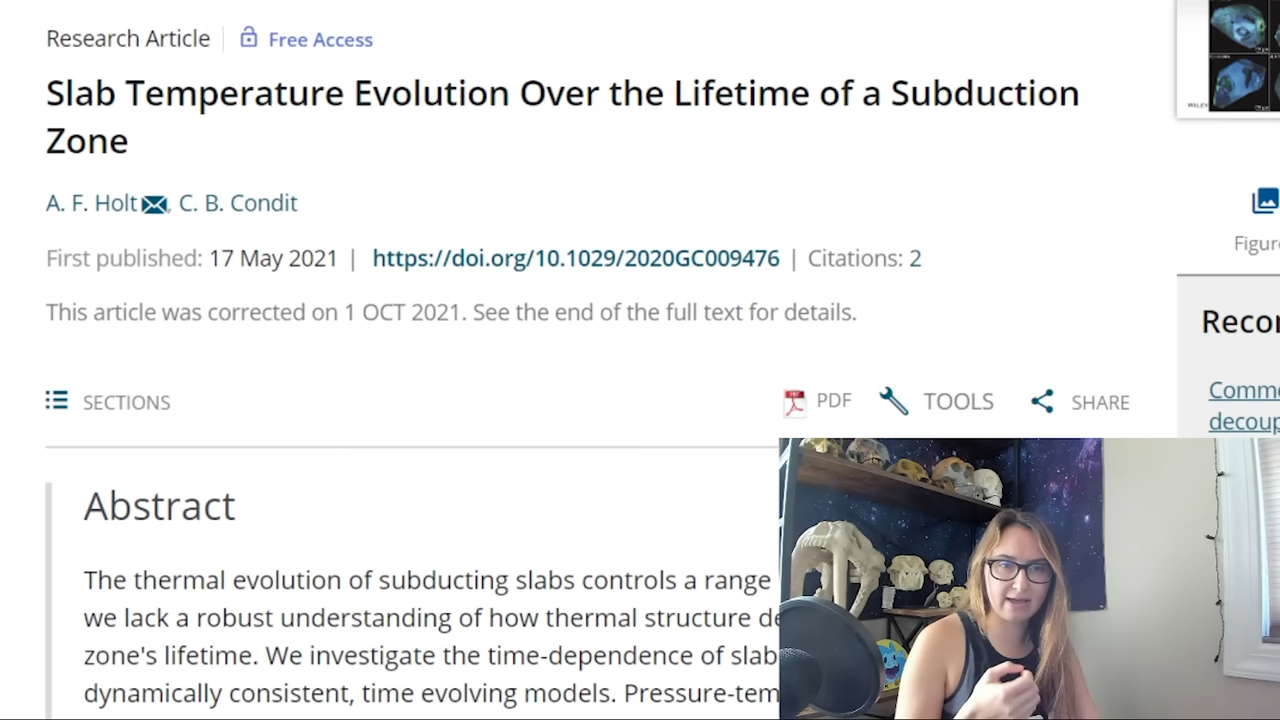 Research Article
Free Access
Slab Temperature Evolution Over the Lifetime of a Subduction
Zone
A. F. Holt, C. B. Condit
First published: 17 May 2021 | https://doi.org/10.1029/2020GC009476 | Citations: 2
This article was corrected on 1 OCT 2021. See the end of the full text for details.
SECTIONS
PDF
TOOLS
SHARE
Abstract
The thermal evolution of subducting slabs controls a range
we lack a robust understanding of how thermal structure de
zone's lifetime. We investigate the time-dependence of slab
dynamically consistent, time evolving models. Pressure-tem
WILEY
Figur
Recor
Comme
decoup